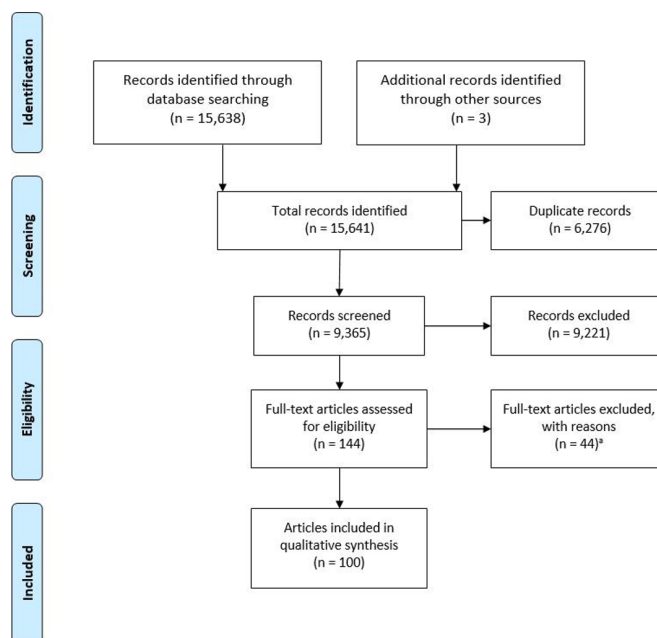 Identification
Records identified through
database searching
(n = 15,638)
Additional records identified
through other sources
(n = 3)
Screening
Total records identified
(n = 15,641)
Duplicate records
(n = 6,276)
Records screened
(n = 9,365)
Records excluded
(n = 9,221)
Eligibility
Full-text articles assessed
for eligibility
(n = 144)
Full-text articles excluded,
with reasons
(n = 44)ª
Included
Articles included in
qualitative synthesis
(n = 100)